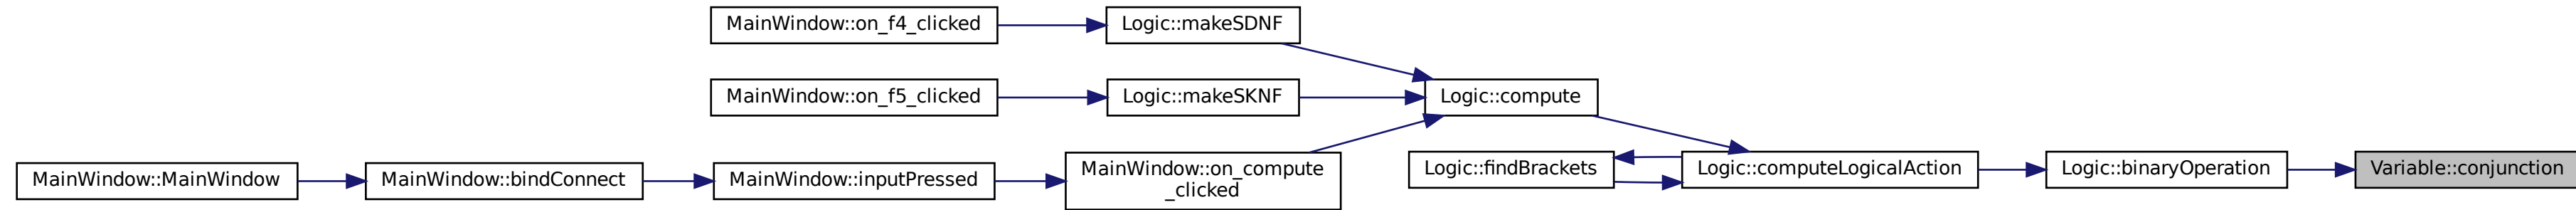 MainWindow::on_f4_clicked
Logic::makeSDNF
MainWindow::on_f5_clicked
Logic::makeSKNF
Logic::compute
MainWindow::MainWindow
MainWindow::bindConnect
MainWindow::inputPressed
MainWindow::on_compute
_clicked
Logic::findBrackets
Logic::computeLogicalAction
Logic::binaryOperation
Variable::conjunction